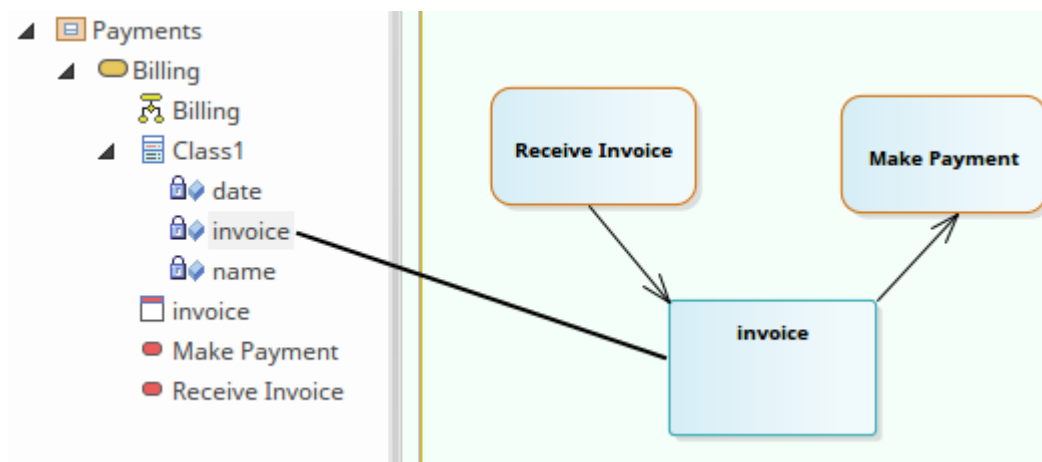 Payments
Billing
Billing
Class1
date
invoice
name
invoice
Make Payment
Receive Invoice
Receive Invoice
Make Payment
invoice